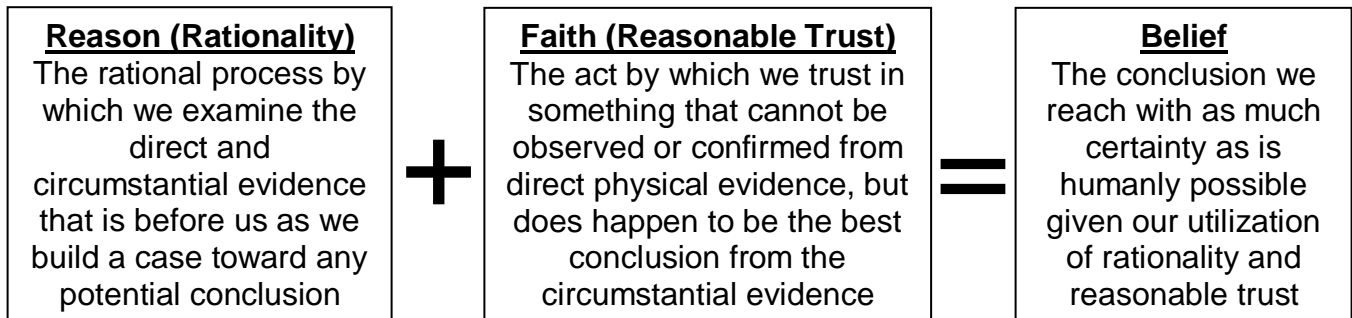 Reason (Rationality)
The rational process by
which we examine the
direct and
circumstantial evidence
that is before us as we
build a case toward any
potential conclusion
+
Faith (Reasonable Trust)
The act by which we trust in
something that cannot be
observed or confirmed from
direct physical evidence, but
does happen to be the best
conclusion from the
circumstantial evidence
=
Belief
The conclusion we
reach with as much
certainty as is
humanly possible
given our utilization
of rationality and
reasonable trust